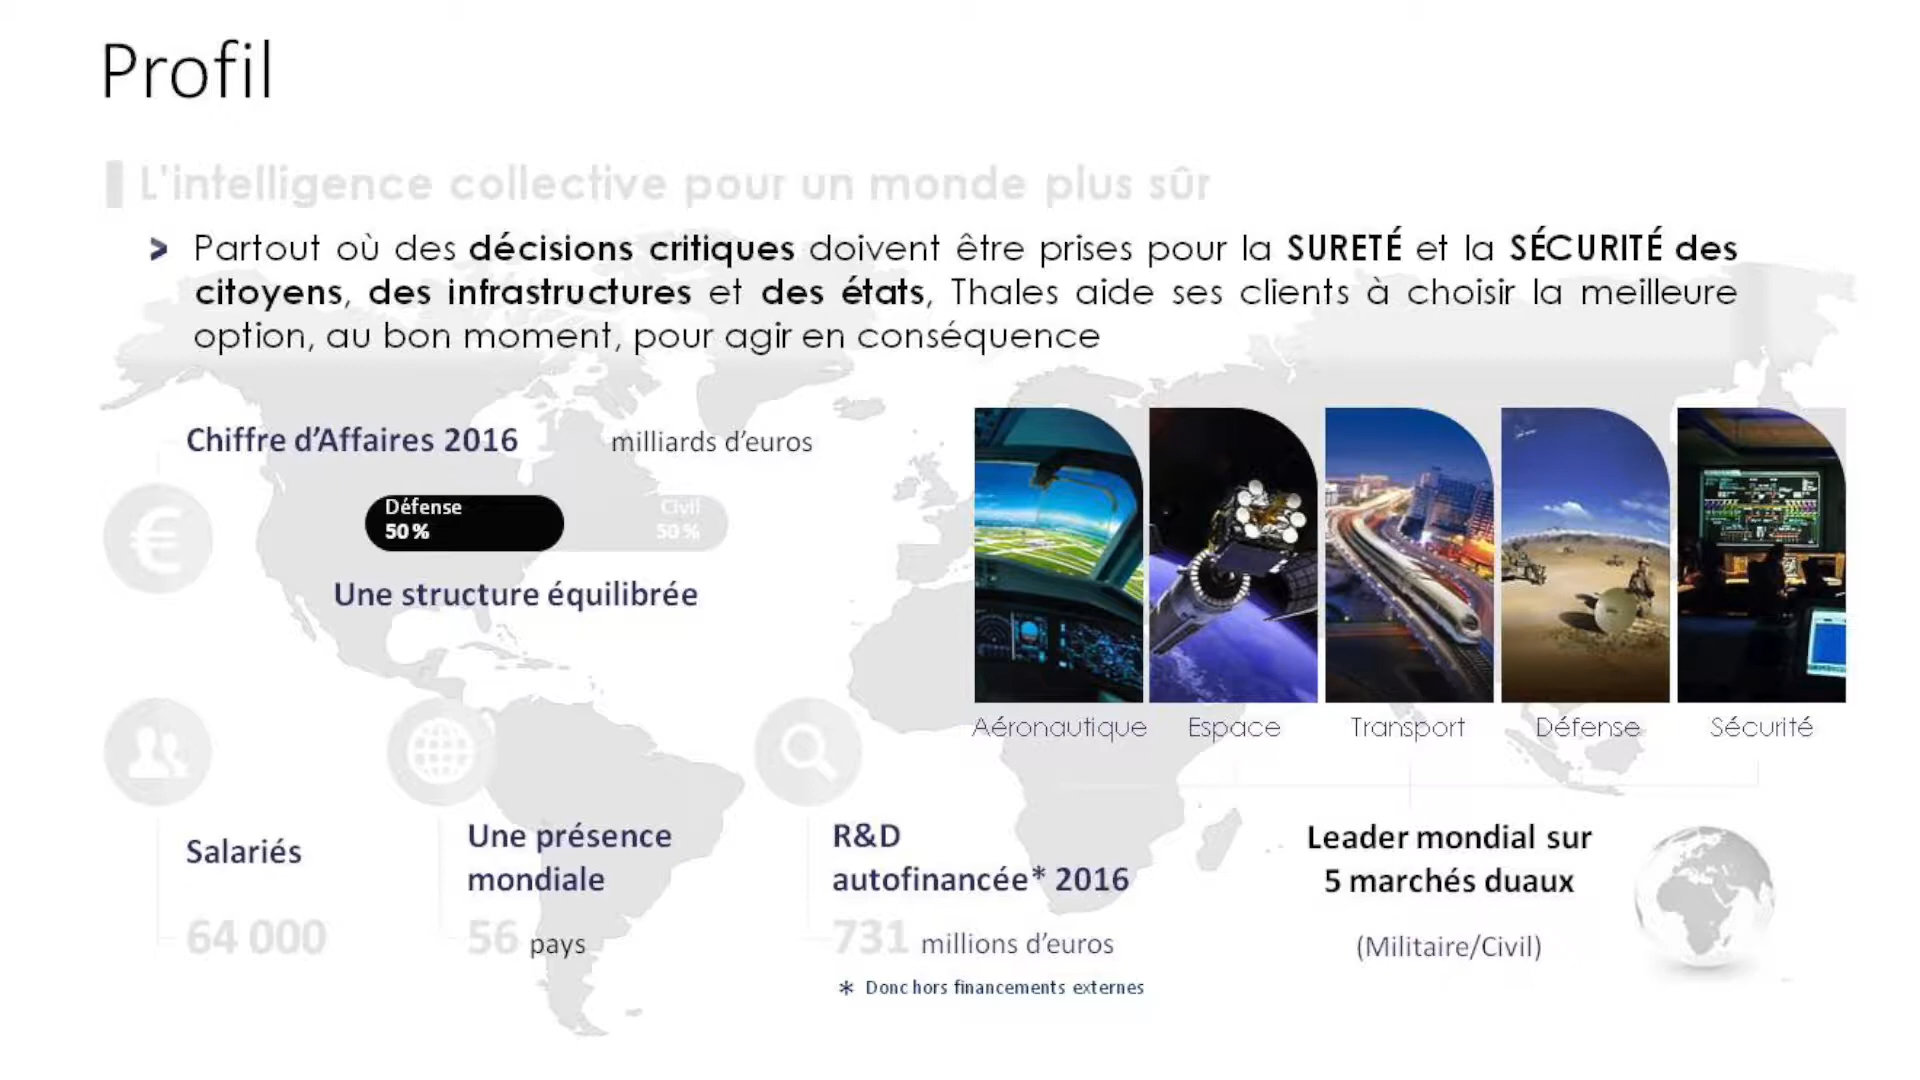 Profil
L'intelligence collective pour un monde plus sûr
> Partout où des décisions critiques doivent être prises pour la SURETÉ et la SÉCURITÉ des
citoyens, des infrastructures et des états, Thales aide ses clients à choisir la meilleure
option, au bon moment, pour agir en conséquence
Chiffre d'Affaires 2016 milliards d'euros
€
Défense Civil
50 % 50 %
Une structure équilibrée
Aéronautique Espace Transport Défense Sécurité
Salariés
64 000
Une présence
mondiale
56 pays
R&D
autofinancée* 2016
731 millions d'euros
* Donc hors financements externes
Leader mondial sur
5 marchés duaux
(Militaire/Civil)